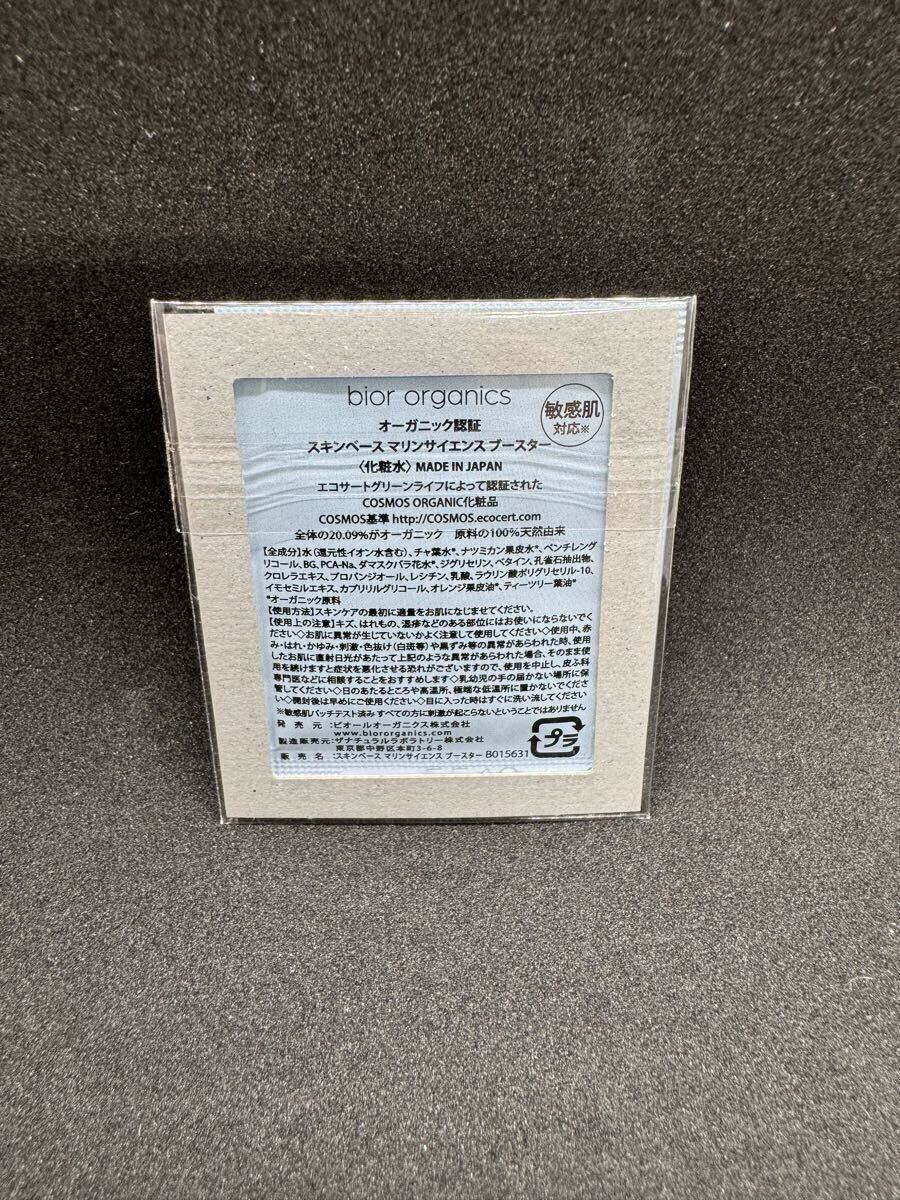 bior organics
敏感肌
対応※
オーガニック認証
スキンベース マリンサイエンス ブースター
〈化粧水〉MADE IN JAPAN
エコサートグリーンライフによって認証された
COSMOS ORGANIC化粧品
COSMOS基準 http://COSMOS.ecocert.com
全体の20.09%がオーガニック　原料の100%天然由来
【全成分】水(還元性イオン水含む)、チャ葉水*、ナツミカン果皮水*、ペンチレング
リコール、BG、PCA-Na、ダマスクバラ花水*、ジグリセリン、ベタイン、孔雀石抽出物、
クロレラエキス、プロパンジオール、レシチン、乳酸、ラウリン酸ポリグリセリル-10、
イモセミルエキス、カプリリルグリコール、オレンジ果皮油*、ティーツリー葉油*
*オーガニック原料
【使用方法】スキンケアの最初に適量をお肌になじませてください。
【使用上の注意】キズ、はれもの、湿疹などのある部位にはお使いにならないでく
ださい◇お肌に異常が生じていないかよく注意して使用してください◇使用中、赤
み・はれ・かゆみ・刺激・色抜け(白斑等)や黒ずみ等の異常があらわれた時、使用
したお肌に直射日光があたって上記のような異常があらわれた場合、そのまま使
用を続けますと症状を悪化させる恐れがございますので、使用を中止し、皮ふ科
専門医などに相談することをおすすめします◇乳幼児の手の届かない場所に保
管してください◇日のあたるところや高温所、極端な低温所に置かないでくださ
い◇開封後は早めにご使用ください◇目に入った時はすぐに洗い流してください
※敏感肌パッチテスト済み すべての方に刺激が起こらないということではありません
発売元:ビオールオーガニクス株式会社
www.biororganics.com
製造販売元:ザナチュラルラボラトリー株式会社
東京都中野区本町3-6-8
販売名:スキンベース マリンサイエンス ブースター B015631
プラ